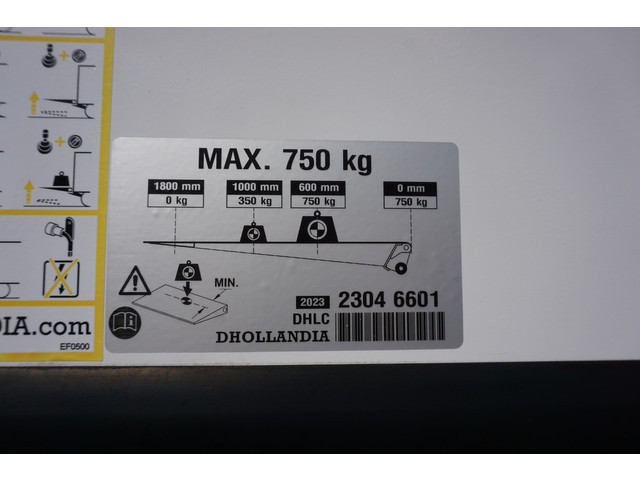 MAX. 750 kg
1800 mm
0 kg
1000 mm
350 kg
600 mm
750 kg
0 mm
750 kg
MIN.
2023 2304 6601
DHLC
DHOLLANDIA
DIA.com
EF0500